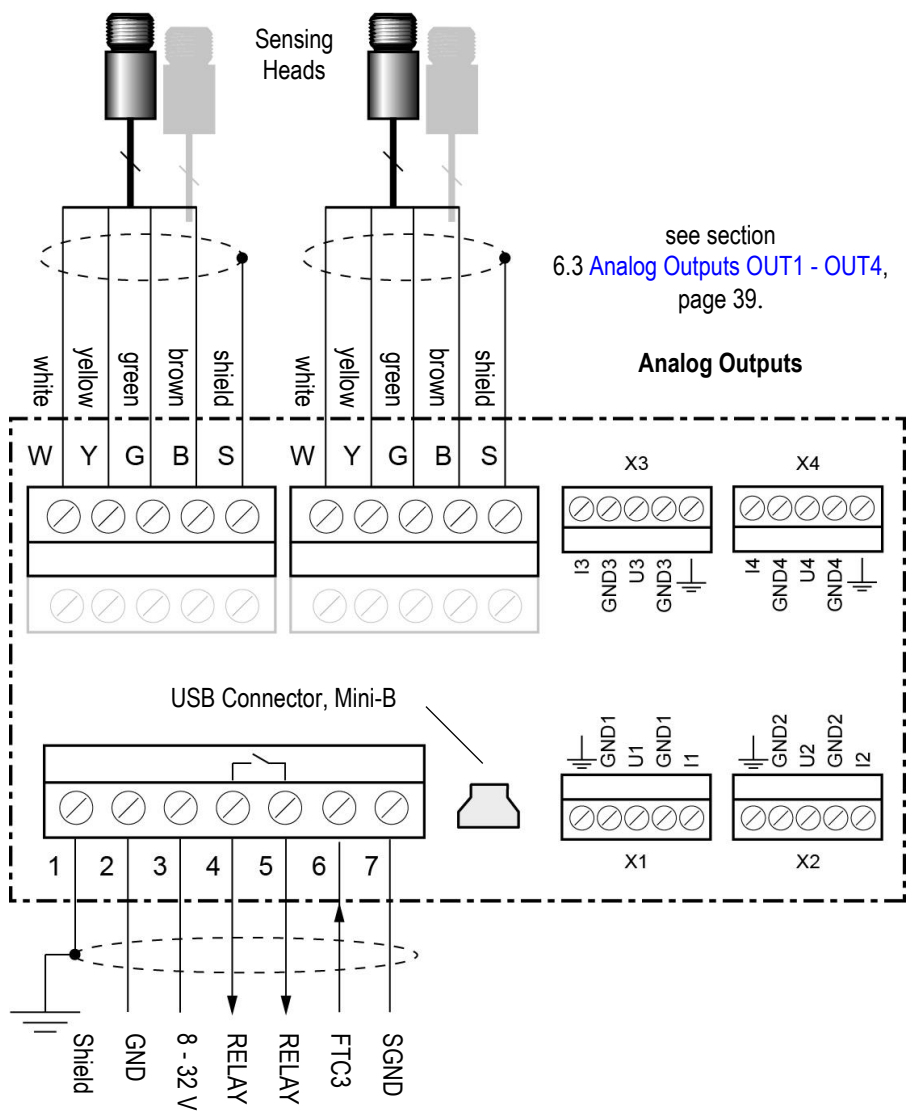 Sensing
Heads
see section
6.3 Analog Outputs OUT1 - OUT4,
page 39.
Analog Outputs
white
yellow
green
brown
shield
white
yellow
green
brown
shield
W Y G B S
W Y G B S
X3
X4
I3
GND3
U3
GND3
I4
GND4
U4
GND4
USB Connector, Mini-B
GND1
U1
GND1
I1
GND2
U2
GND2
I2
X1
X2
1 2 3 4 5 6 7
Shield
GND
8 - 32 V
RELAY
RELAY
FTC3
SGND